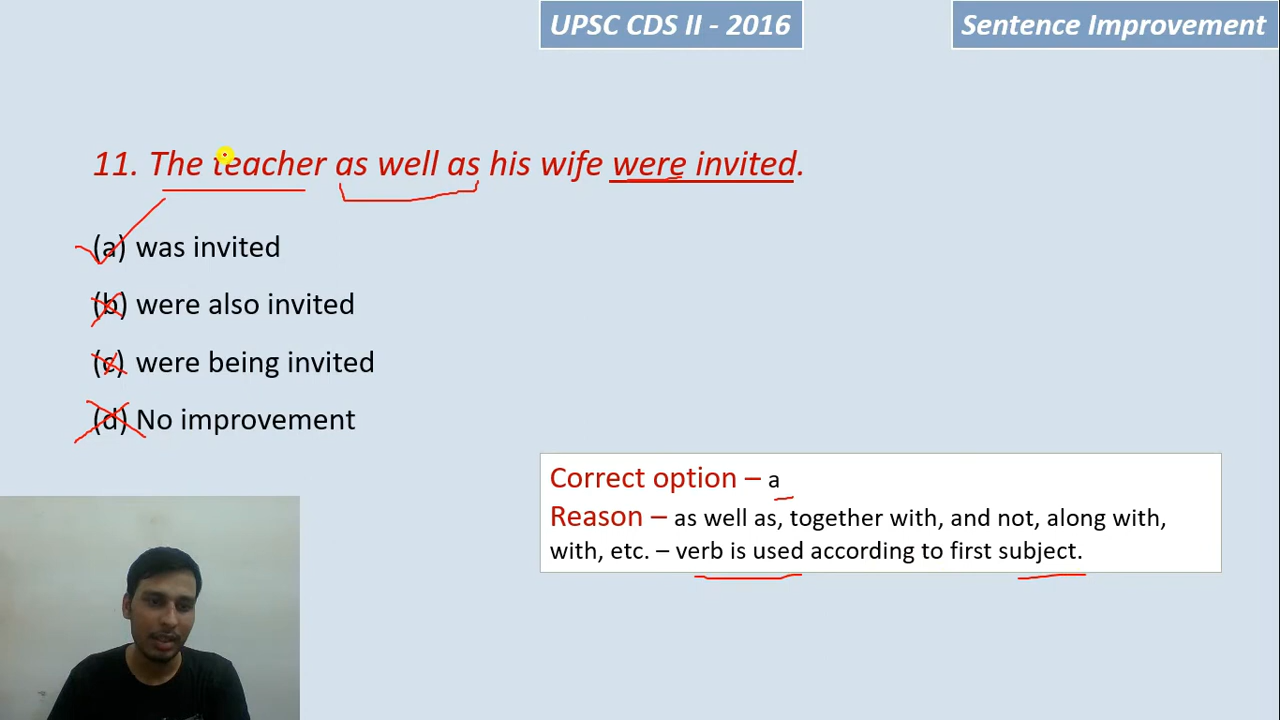 UPSC CDS II - 2016
Sentence Improvement
11. The teacher as well as his wife were invited.
(a) was invited
(b) were also invited
(c) were being invited
(d) No improvement
Correct option – a
Reason – as well as, together with, and not, along with,
with, etc. – verb is used according to first subject.